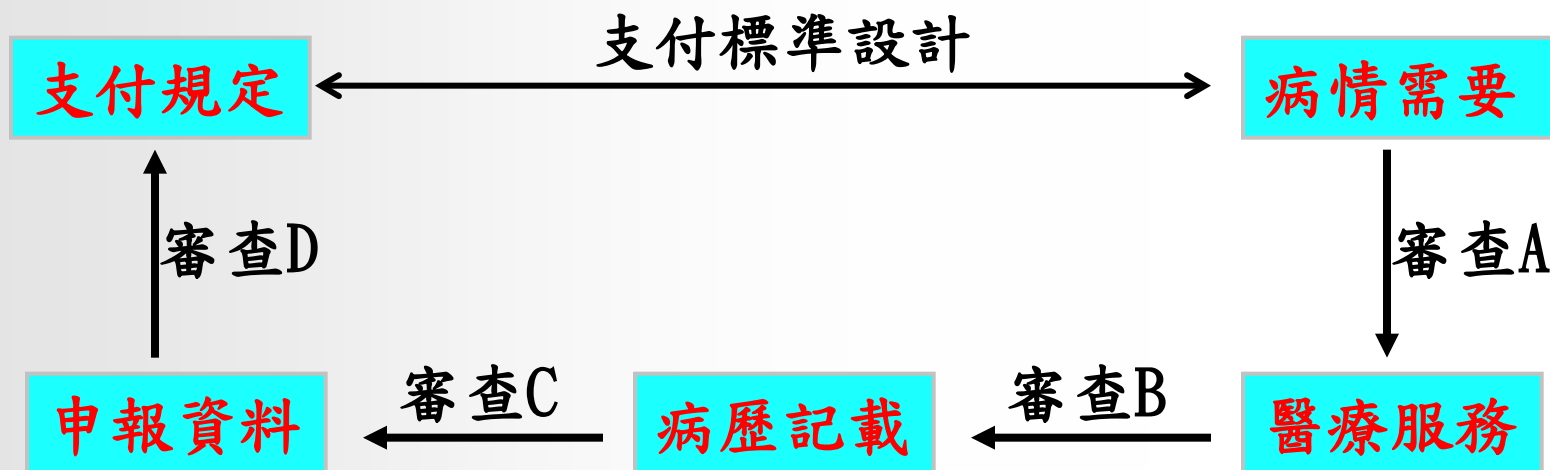 支付標準設計
支付規定
病情需要
審查D
審查A
審查C
審查B
申報資料
病歷記載
醫療服務